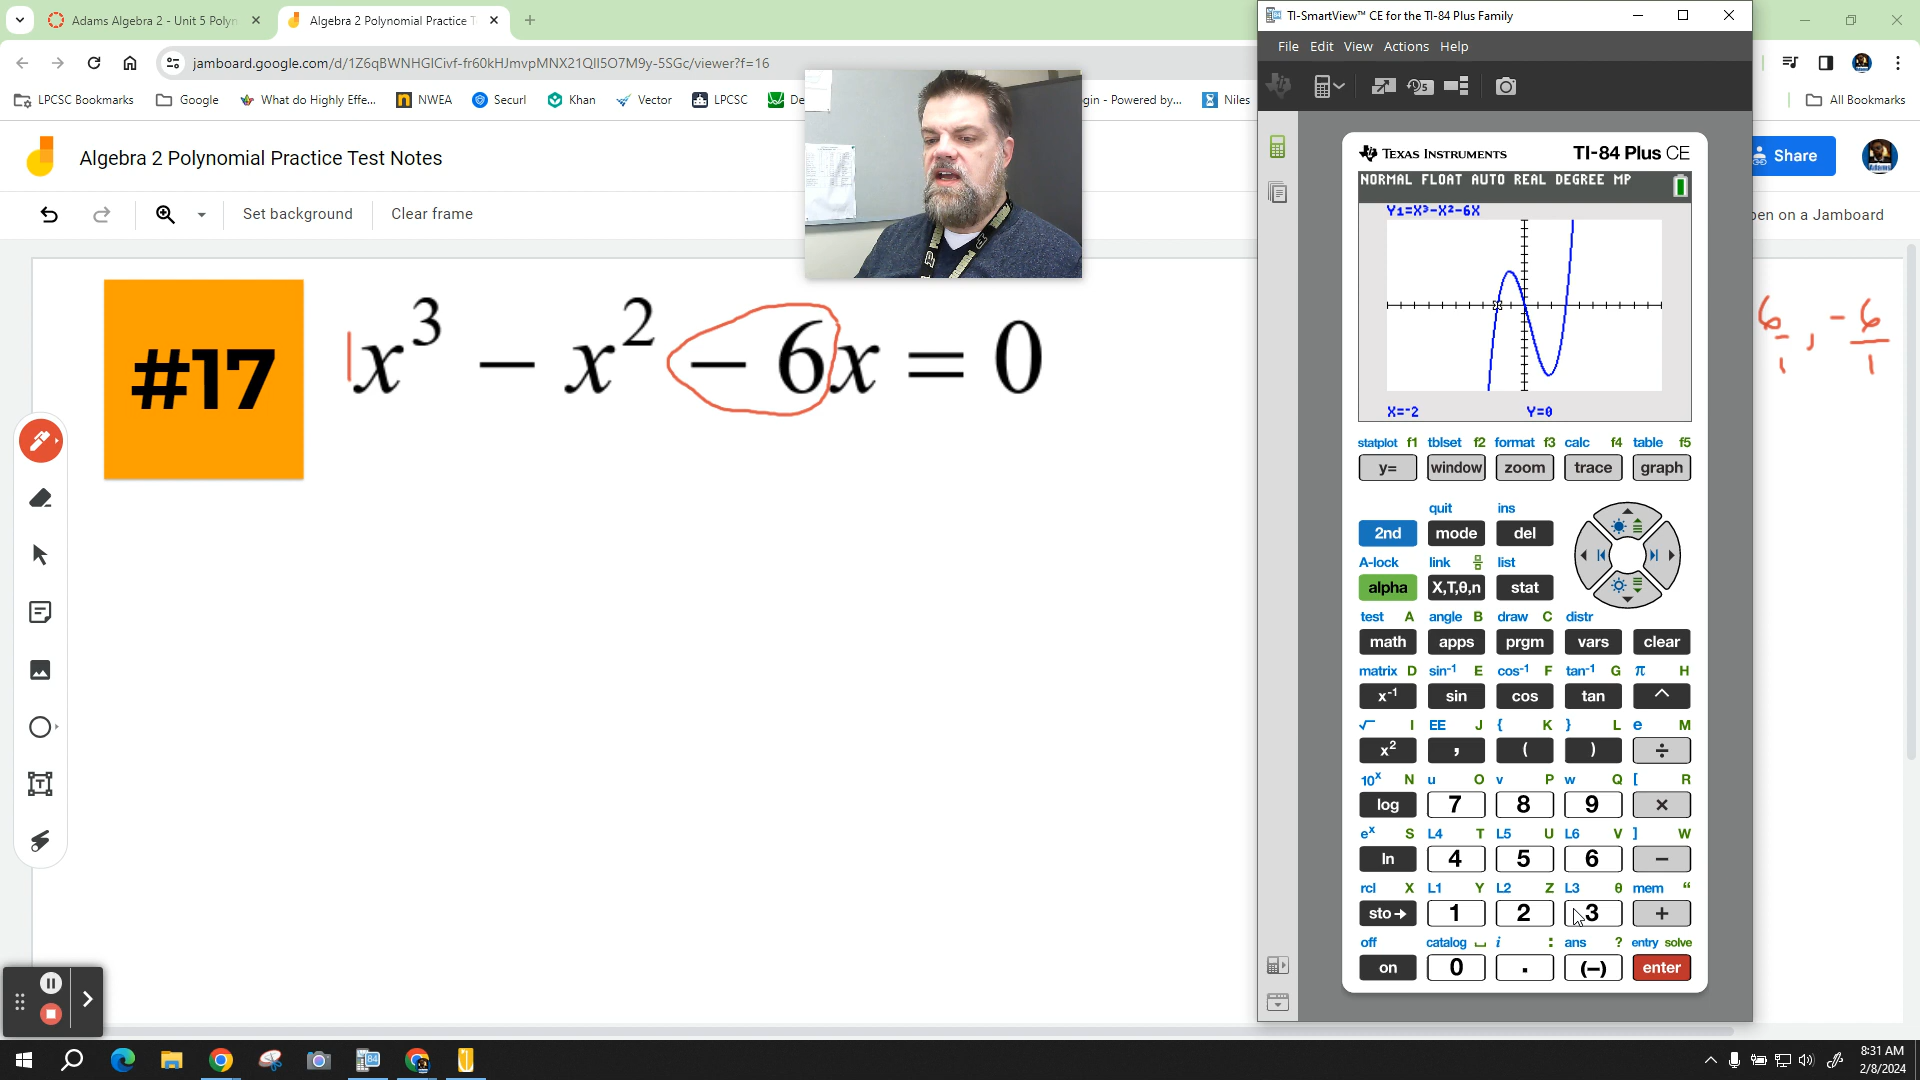 Adams Algebra 2 - Unit 5 Polyn
Algebra 2 Polynomial Practice T
TI-SmartView™ CE for the TI-84 Plus Family
File Edit View Actions Help
jamboard.google.com/d/1Z6qBWNHGICivf-fr60kHJmvpMNX21QII5O7M9y-5SGc/viewer?f=16
LPCSC Bookmarks
Google
What do Highly Effe...
NWEA
Securl
Khan
Vector
LPCSC
De
gin - Powered by...
Niles
All Bookmarks
Algebra 2 Polynomial Practice Test Notes
Share
Set background
Clear frame
pen on a Jamboard
#17
1x³ − x² − 6x = 0
6/1, -6/1
TEXAS INSTRUMENTS TI-84 Plus CE
NORMAL FLOAT AUTO REAL DEGREE MP
Y1=X³-X²-6X
X=-2 Y=0
statplot f1 tblset f2 format f3 calc f4 table f5
y= window zoom trace graph
quit ins
2nd mode del
A-lock link list
alpha X,T,θ,n stat
test A angle B draw C distr
math apps prgm vars clear
matrix D sin⁻¹ E cos⁻¹ F tan⁻¹ G π H
x⁻¹ sin cos tan ^
√ I EE J { K } L e M
x² , ( ) ÷
10ˣ N u O v P w Q [ R
log 7 8 9 ×
eˣ S L4 T L5 U L6 V ] W
ln 4 5 6 −
rcl X L1 Y L2 Z L3 θ mem “
sto→ 1 2 3 +
off catalog ⎵ i : ans ? entry solve
on 0 . (−) enter
8:31 AM
2/8/2024